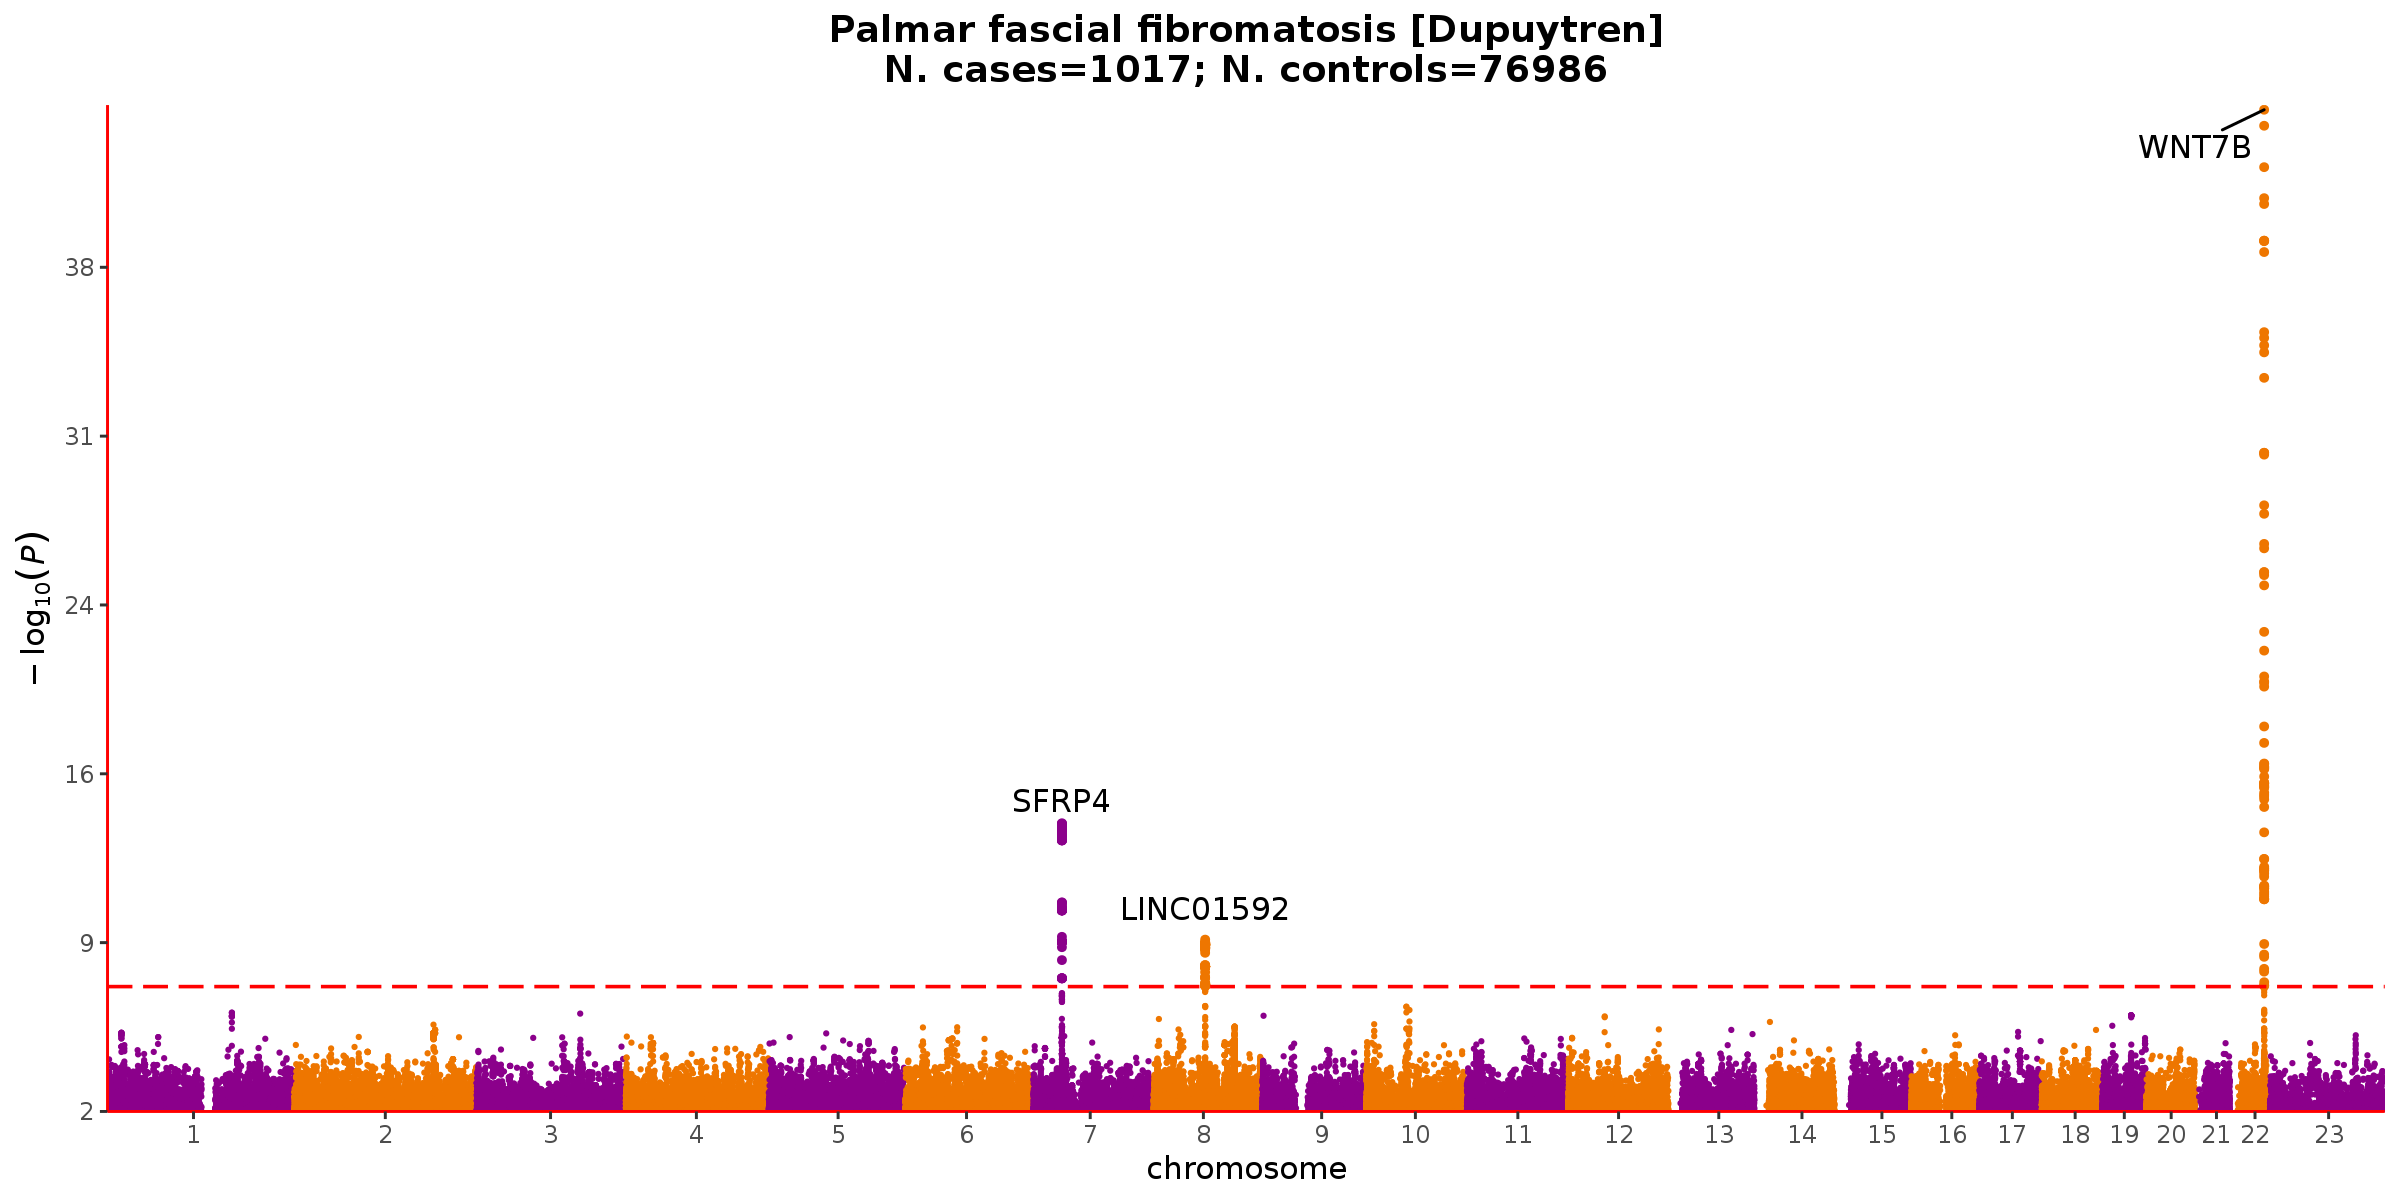 Palmar fascial fibromatosis [Dupuytren]
N. cases=1017; N. controls=76986
WNT7B
38
31
− log10(P)
24
16
SFRP4
LINC01592
9
2
1 2 3 4 5 6 7 8 9 10 11 12 13 14 15 16 17 18 19 20 21 22 23
chromosome